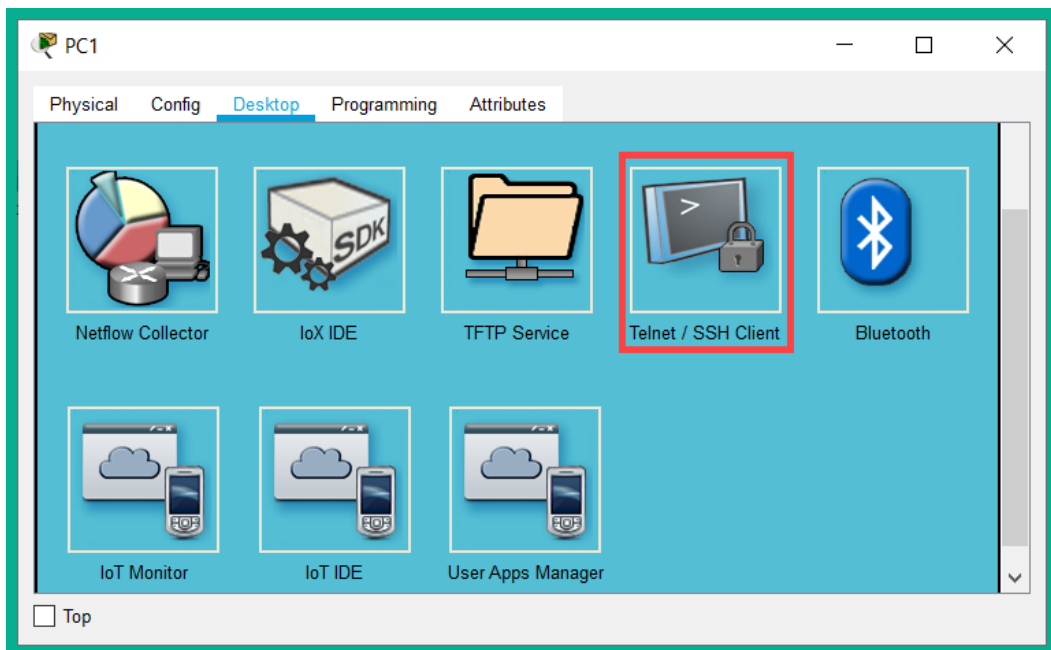 PC1
Physical Config Desktop Programming Attributes
> SDK
Netflow Collector IoX IDE TFTP Service Telnet / SSH Client Bluetooth
IoT Monitor IoT IDE User Apps Manager
Top